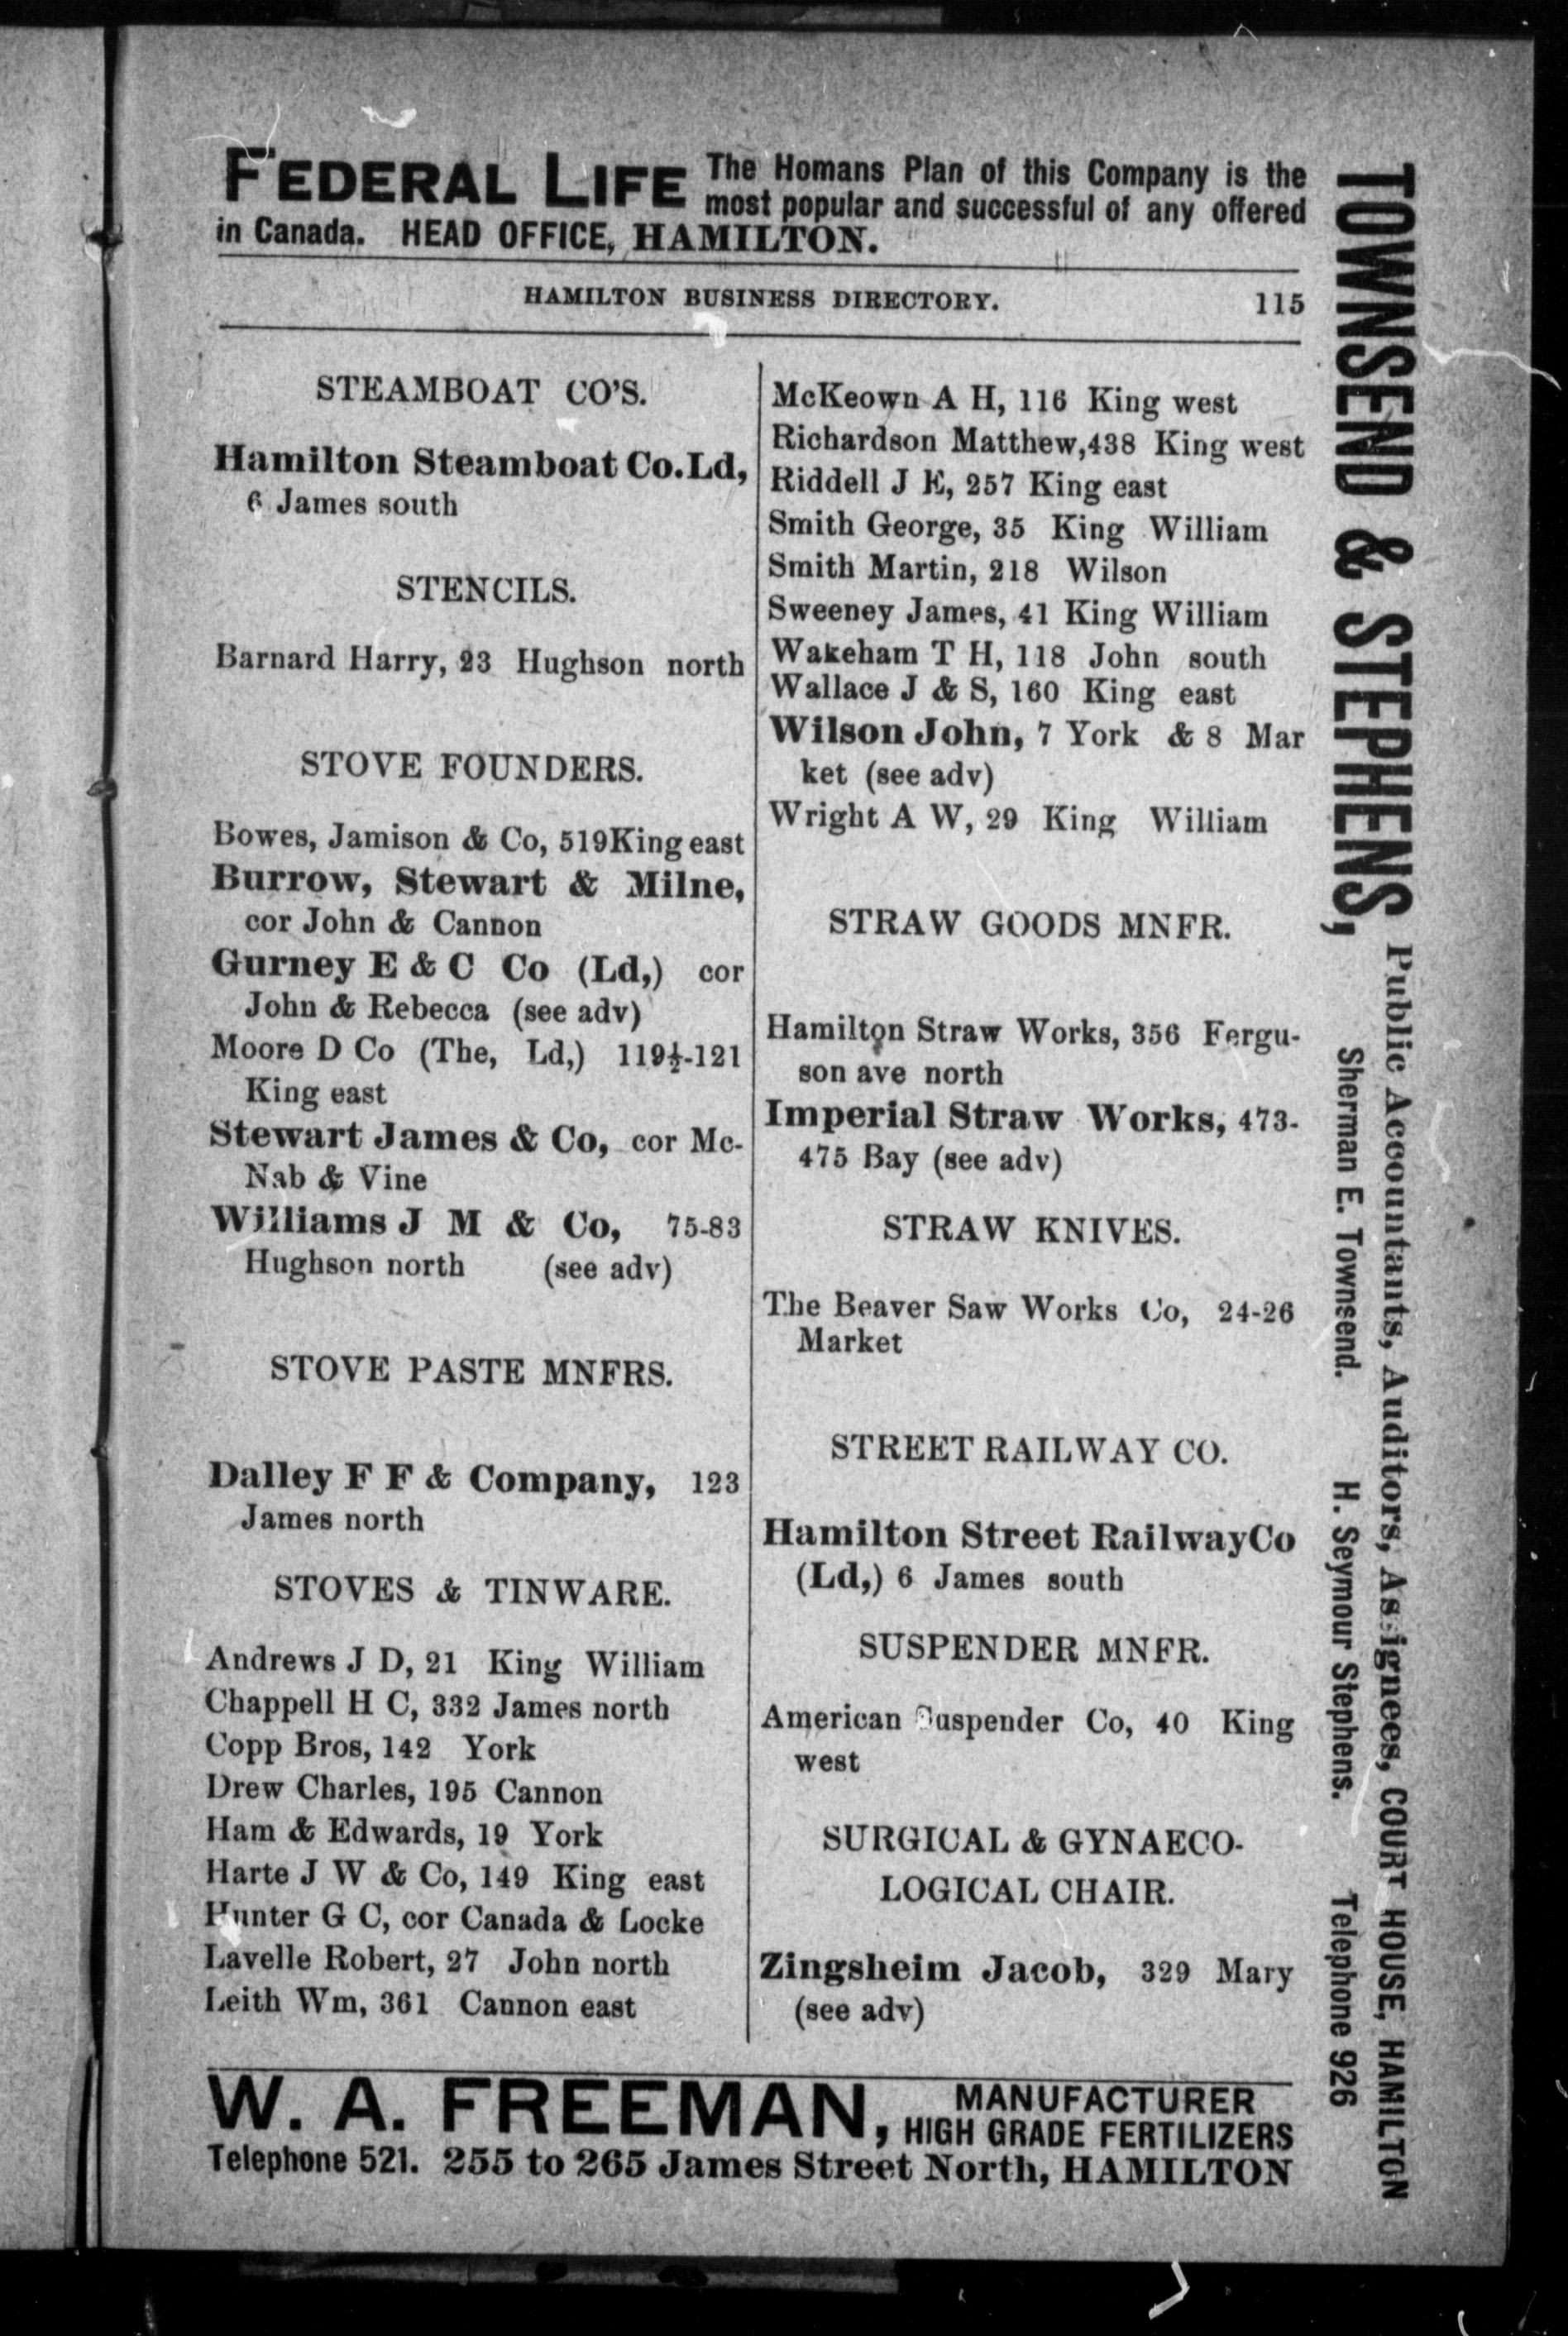 FEDERAL LIFE The Homans Plan of this Company is the
most popular and successful of any offered
in Canada. HEAD OFFICE, HAMILTON.
HAMILTON BUSINESS DIRECTORY. 115
STEAMBOAT CO'S.
Hamilton Steamboat Co. Ld,
6 James south
STENCILS.
Barnard Harry, 23 Hughson north
STOVE FOUNDERS.
Bowes, Jamison & Co, 519 King east
Burrow, Stewart & Milne,
cor John & Cannon
Gurney E & C Co (Ld,) cor
John & Rebecca (see adv)
Moore D Co (The, Ld,) 119½-121
King east
Stewart James & Co, cor Mc-
Nab & Vine
Williams J M & Co, 75-83
Hughson north (see adv)
STOVE PASTE MNFRS.
Dalley F F & Company, 123
James north
STOVES & TINWARE.
Andrews J D, 21 King William
Chappell H C, 332 James north
Copp Bros, 142 York
Drew Charles, 195 Cannon
Ham & Edwards, 19 York
Harte J W & Co, 149 King east
Hunter G C, cor Canada & Locke
Lavelle Robert, 27 John north
Leith Wm, 361 Cannon east
McKeown A H, 116 King west
Richardson Matthew, 438 King west
Riddell J E, 257 King east
Smith George, 35 King William
Smith Martin, 218 Wilson
Sweeney James, 41 King William
Wakeham T H, 118 John south
Wallace J & S, 160 King east
Wilson John, 7 York & 8 Mar
ket (see adv)
Wright A W, 29 King William
STRAW GOODS MNFR.
Hamilton Straw Works, 356 Fergu-
son ave north
Imperial Straw Works, 473-
475 Bay (see adv)
STRAW KNIVES.
The Beaver Saw Works Co, 24-26
Market
STREET RAILWAY CO.
Hamilton Street Railway Co
(Ld,) 6 James south
SUSPENDER MNFR.
American Suspender Co, 40 King
west
SURGICAL & GYNAECO-
LOGICAL CHAIR.
Zingsheim Jacob, 329 Mary
(see adv)
W. A. FREEMAN, MANUFACTURER
HIGH GRADE FERTILIZERS
Telephone 521. 255 to 265 James Street North, HAMILTON
TOWNSEND & STEPHENS, Public Accountants, Auditors, Assignees, COURT HOUSE, HAMILTON
Sherman E. Townsend. H. Seymour Stephens. Telephone 926